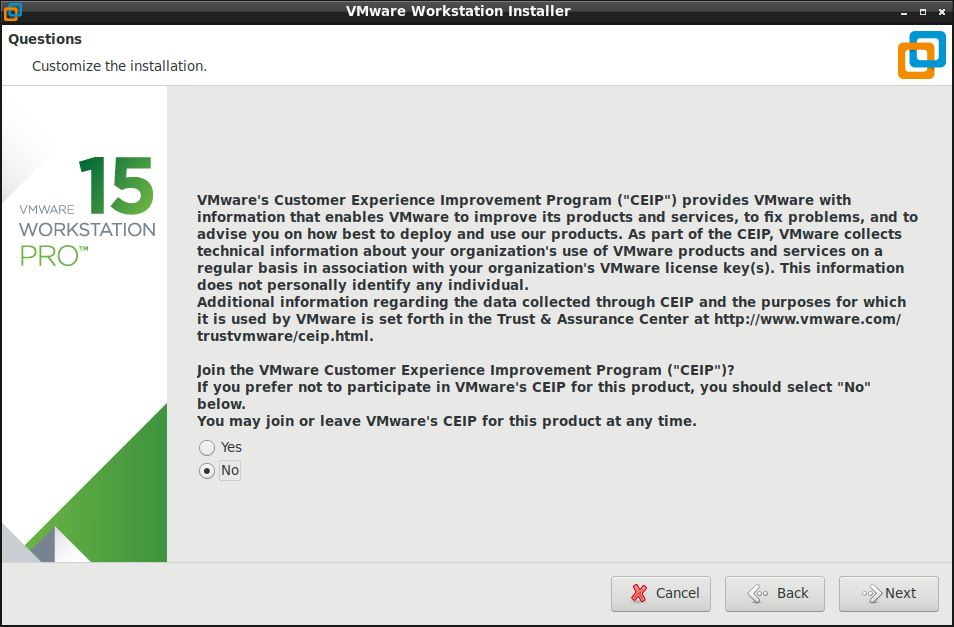 VMware Workstation Installer
Questions
Customize the installation.
15
VMWARE
WORKSTATION
PRO™
VMware's Customer Experience Improvement Program ("CEIP") provides VMware with
information that enables VMware to improve its products and services, to fix problems, and to
advise you on how best to deploy and use our products. As part of the CEIP, VMware collects
technical information about your organization's use of VMware products and services on a
regular basis in association with your organization's VMware license key(s). This information
does not personally identify any individual.
Additional information regarding the data collected through CEIP and the purposes for which
it is used by VMware is set forth in the Trust & Assurance Center at http://www.vmware.com/
trustvmware/ceip.html.
Join the VMware Customer Experience Improvement Program ("CEIP")?
If you prefer not to participate in VMware's CEIP for this product, you should select "No"
below.
You may join or leave VMware's CEIP for this product at any time.
Yes
No
Cancel
Back
Next